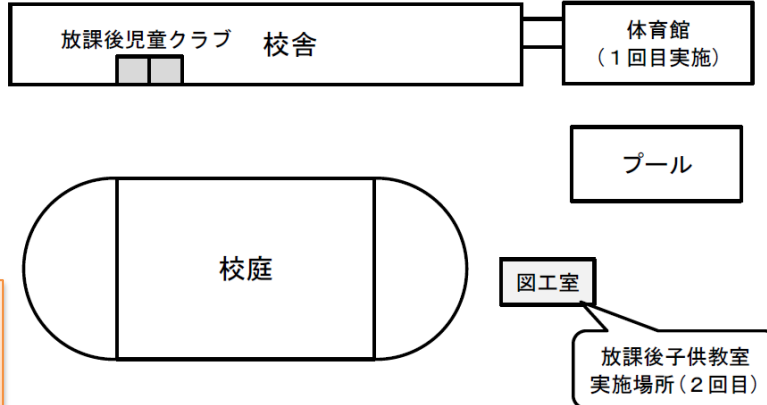 放課後児童クラブ
校舎
体育館
(1回目実施)
プール
校庭
図工室
放課後子供教室
実施場所(2回目)